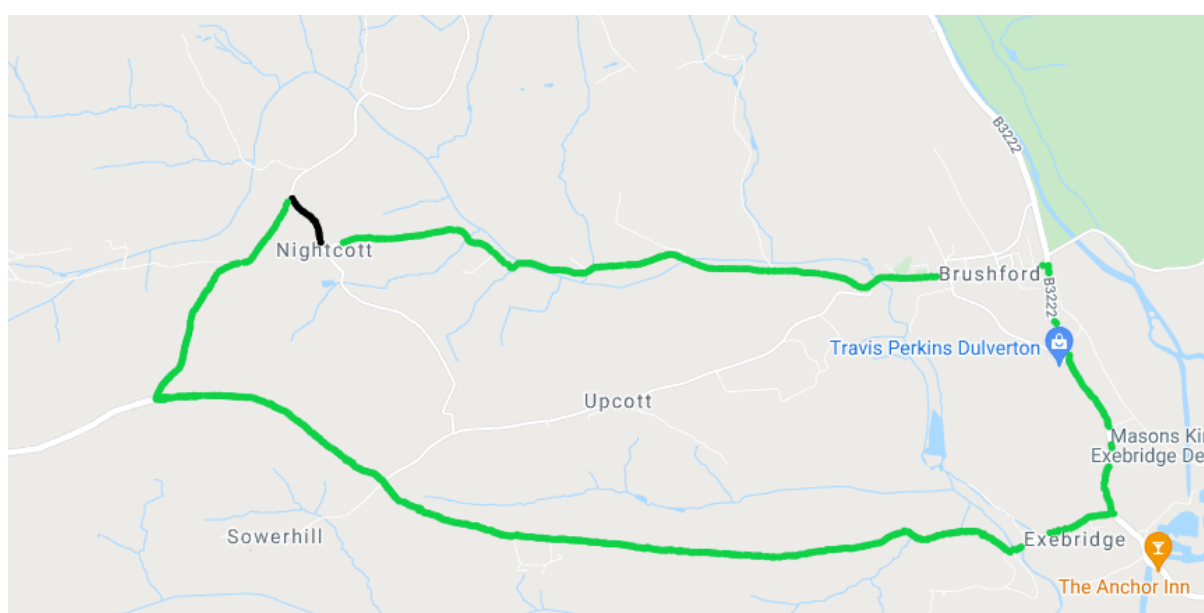 B3222
Nightcott
Brushford
B3222
Travis Perkins Dulverton
Upcott
Masons Ki
Exebridge De
Sowerhill
Exebridge
The Anchor Inn